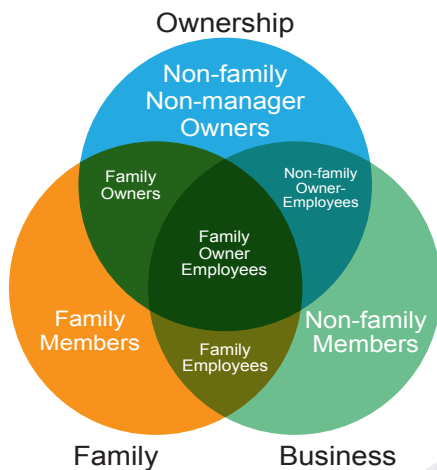 Ownership
Non-family
Non-manager
Owners
Family
Owners
Non-family
Owner-
Employees
Family
Owner
Employees
Family
Members
Non-family
Members
Family
Employees
Family
Business